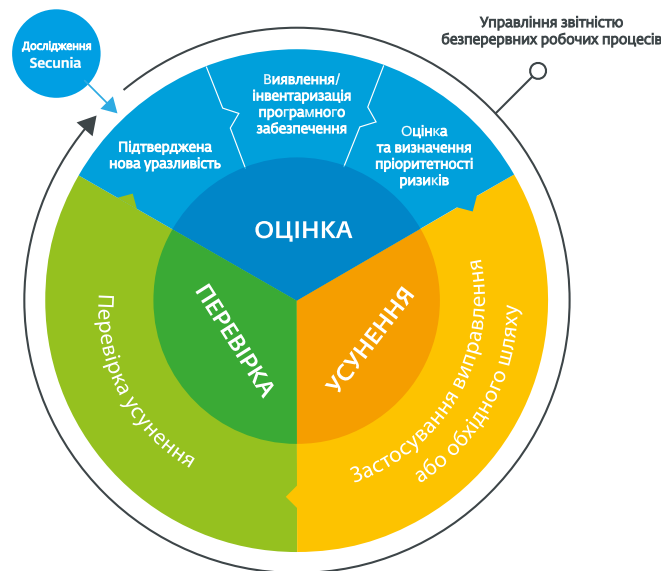 Управління звітністю
безперервних робочих процесів
Дослідження
Secunia
Підтверджена
нова уразливість
Виявлення/
інвентаризація
програмного
забезпечення
Оцінка
та визначення
пріоритетності
ризиків
ОЦІНКА
ПЕРЕВІРКА
УСУНЕННЯ
Перевірка усунення
Застосування виправлення
або обхідного шляху